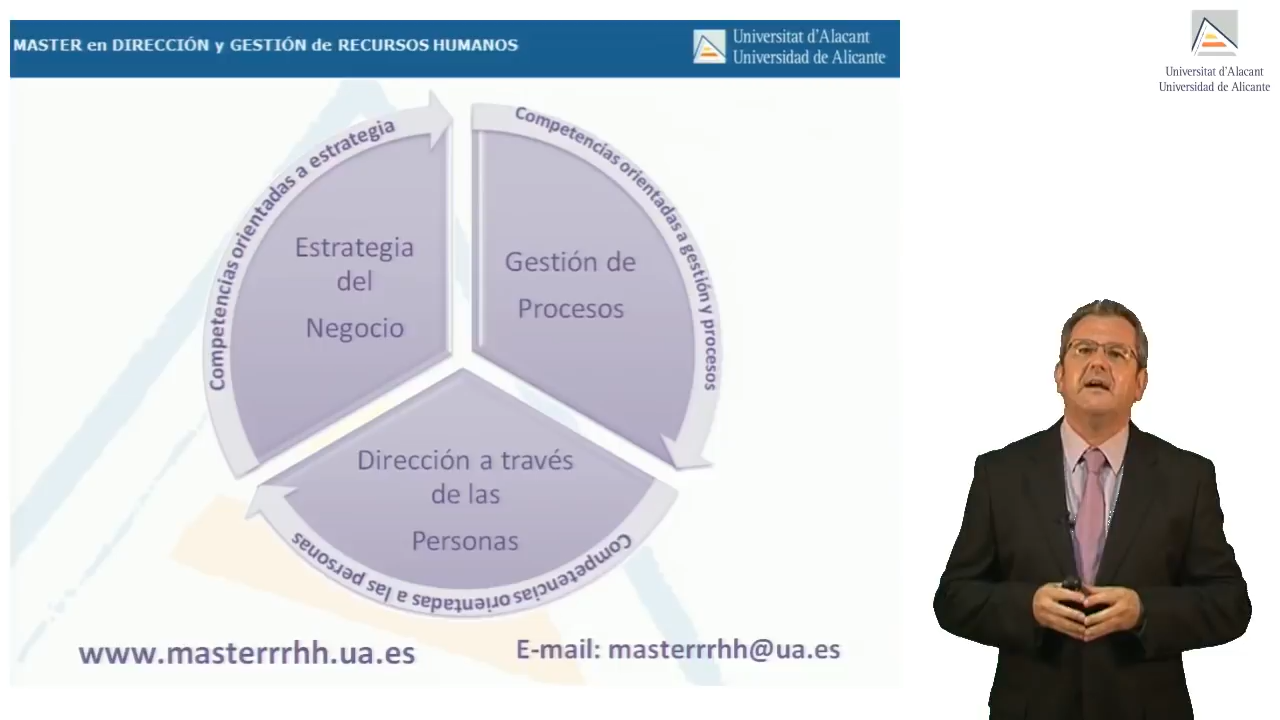 MASTER en DIRECCIÓN y GESTIÓN de RECURSOS HUMANOS
Universitat d'Alacant
Universidad de Alicante
Universitat d'Alacant
Universidad de Alicante
Competencias orientadas a estrategia
Competencias orientadas a gestión y procesos
Estrategia
del
Negocio
Gestión de
Procesos
Dirección a través
de las
Personas
Competencias orientadas a las personas
www.masterrrhh.ua.es
E-mail: masterrrhh@ua.es